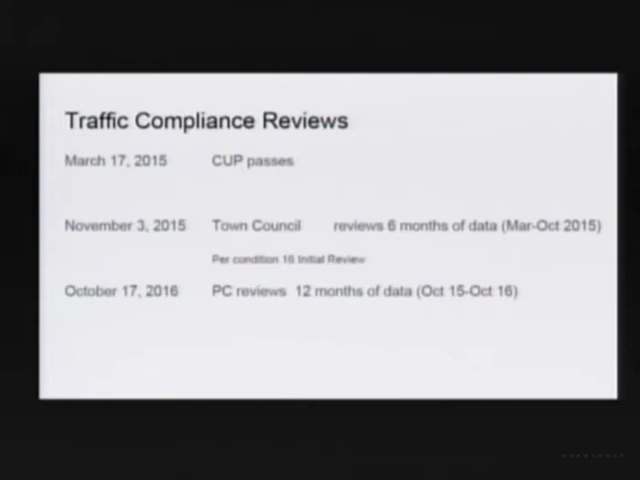 Traffic Compliance Reviews
March 17, 2015 CUP passes
November 3, 2015 Town Council reviews 6 months of data (Mar-Oct 2015)
Per condition 16 Initial Review
October 17, 2016 PC reviews 12 months of data (Oct 15-Oct 16)